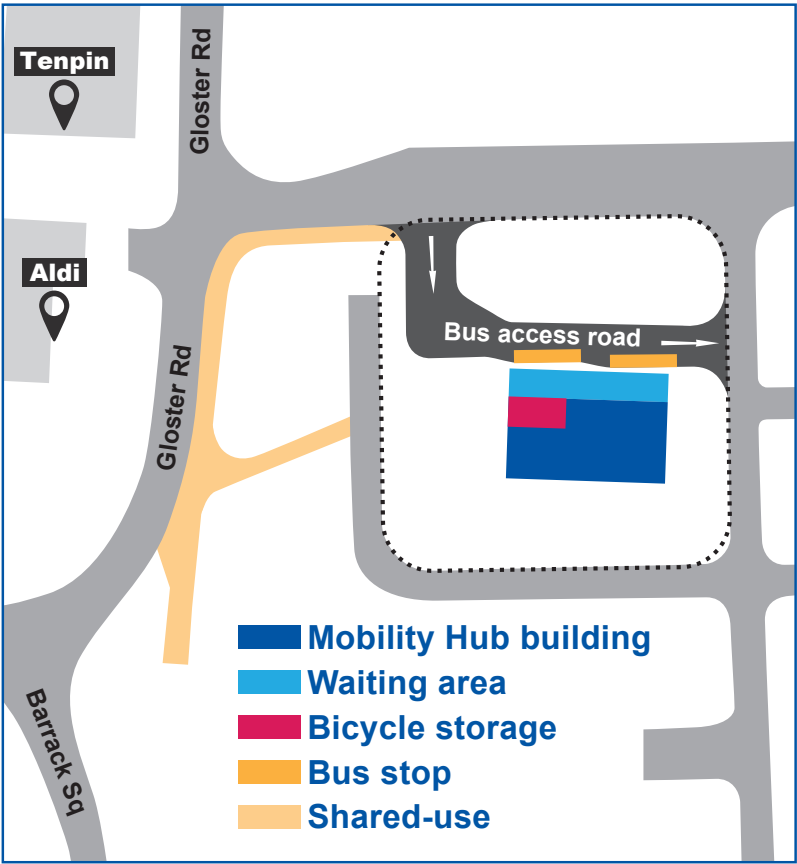 Tenpin
Gloster Rd
Aldi
Bus access road
Gloster Rd
Barrack Sq
Mobility Hub building
Waiting area
Bicycle storage
Bus stop
Shared-use